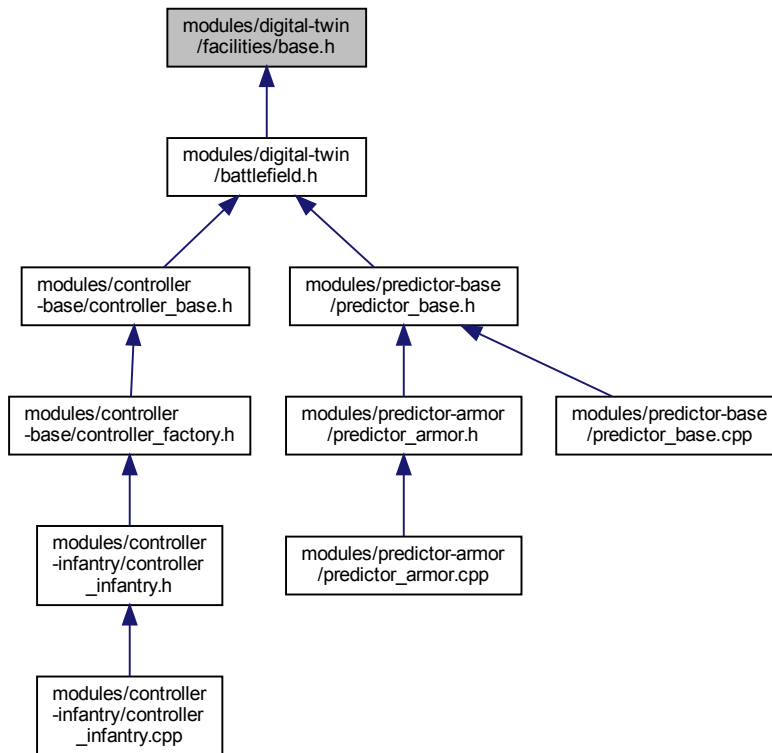 modules/digital-twin
/facilities/base.h
modules/digital-twin
/battlefield.h
modules/controller
-base/controller_base.h
modules/predictor-base
/predictor_base.h
modules/controller
-base/controller_factory.h
modules/predictor-armor
/predictor_armor.h
modules/predictor-base
/predictor_base.cpp
modules/controller
-infantry/controller
_infantry.h
modules/predictor-armor
/predictor_armor.cpp
modules/controller
-infantry/controller
_infantry.cpp